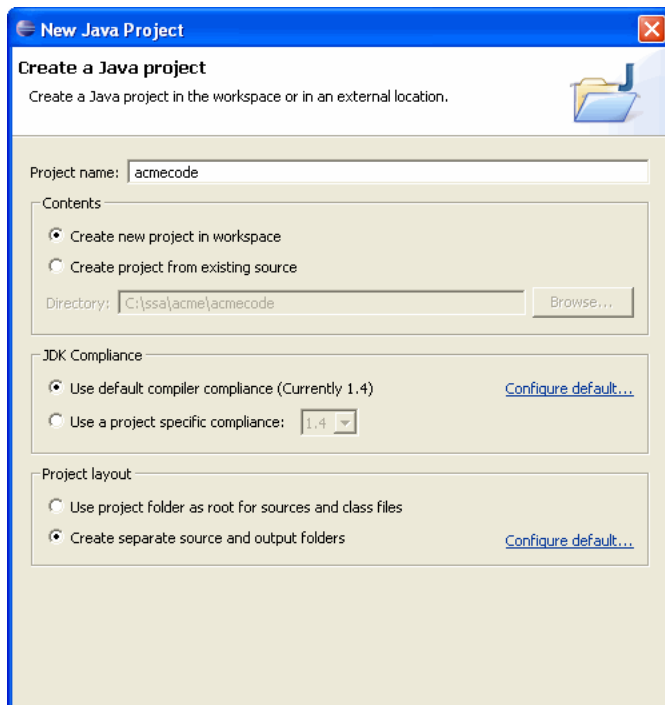 New Java Project
Create a Java project
Create a Java project in the workspace or in an external location.
Project name: acmecode
Contents
Create new project in workspace
Create project from existing source
Directory: C:\ssa\acme\acmecode Browse...
JDK Compliance
Use default compiler compliance (Currently 1.4) Configure default...
Use a project specific compliance: 1.4
Project layout
Use project folder as root for sources and class files
Create separate source and output folders Configure default...